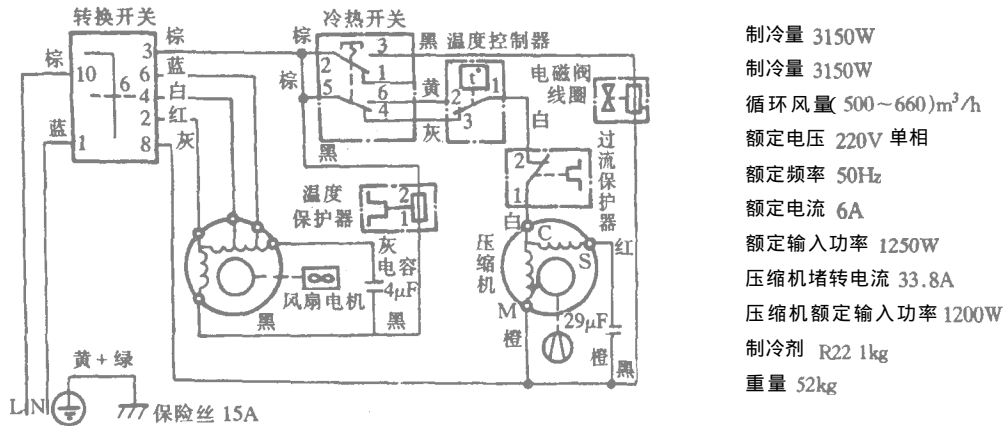 转换开关
冷热开关
棕
3
棕
3
黑
温度控制器
棕
10
6
6
蓝
4
白
2
红
8
灰
蓝
1
棕
2
5
1
6
4
黄
灰
t°
2
1
3
白
电磁阀
线圈
黑
2
1
过流保护器
温度
保护器
2
1
白
C
S
红
压缩机
M
橙
29μF
橙
黑
灰
电容
4μF
风扇电机
黑
黑
黄+绿
L N
保险丝 15A
制冷量 3150W
制冷量 3150W
循环风量(500~660)m³/h
额定电压 220V 单相
额定频率 50Hz
额定电流 6A
额定输入功率 1250W
压缩机堵转电流 33.8A
压缩机额定输入功率 1200W
制冷剂 R22 1kg
重量 52kg